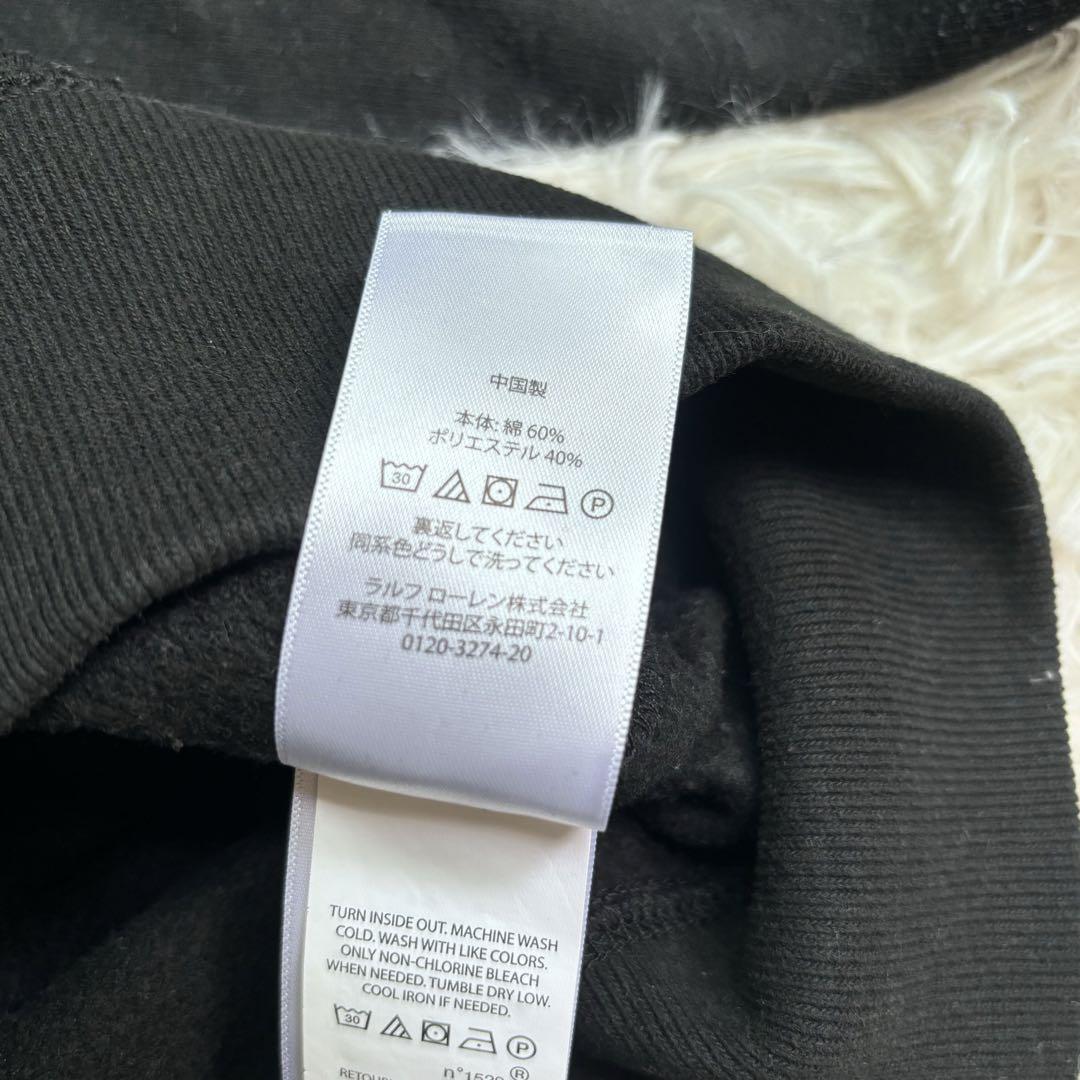 中国製
本体: 綿 60%
ポリエステル 40%
30 P
裏返してください
同系色どうしで洗ってください
ラルフ ローレン株式会社
東京都千代田区永田町2-10-1
0120-3274-20
TURN INSIDE OUT. MACHINE WASH
COLD. WASH WITH LIKE COLORS.
ONLY NON-CHLORINE BLEACH
WHEN NEEDED. TUMBLE DRY LOW.
COOL IRON IF NEEDED.
30 P